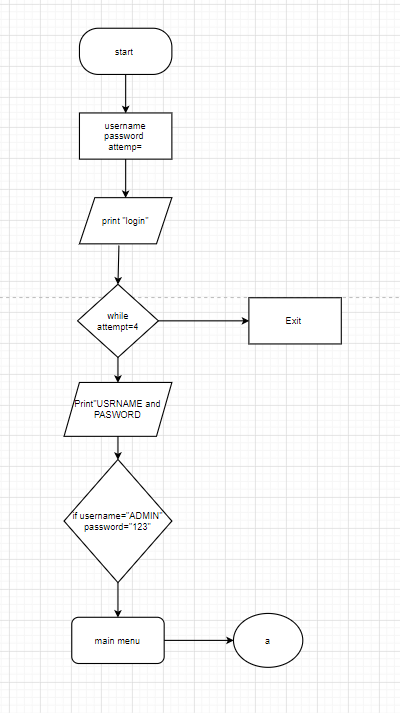 start
username
password
attemp=
print "login"
while
attempt=4
Exit
Print"USRNAME and
PASWORD
if username="ADMIN"
password="123"
main menu
a